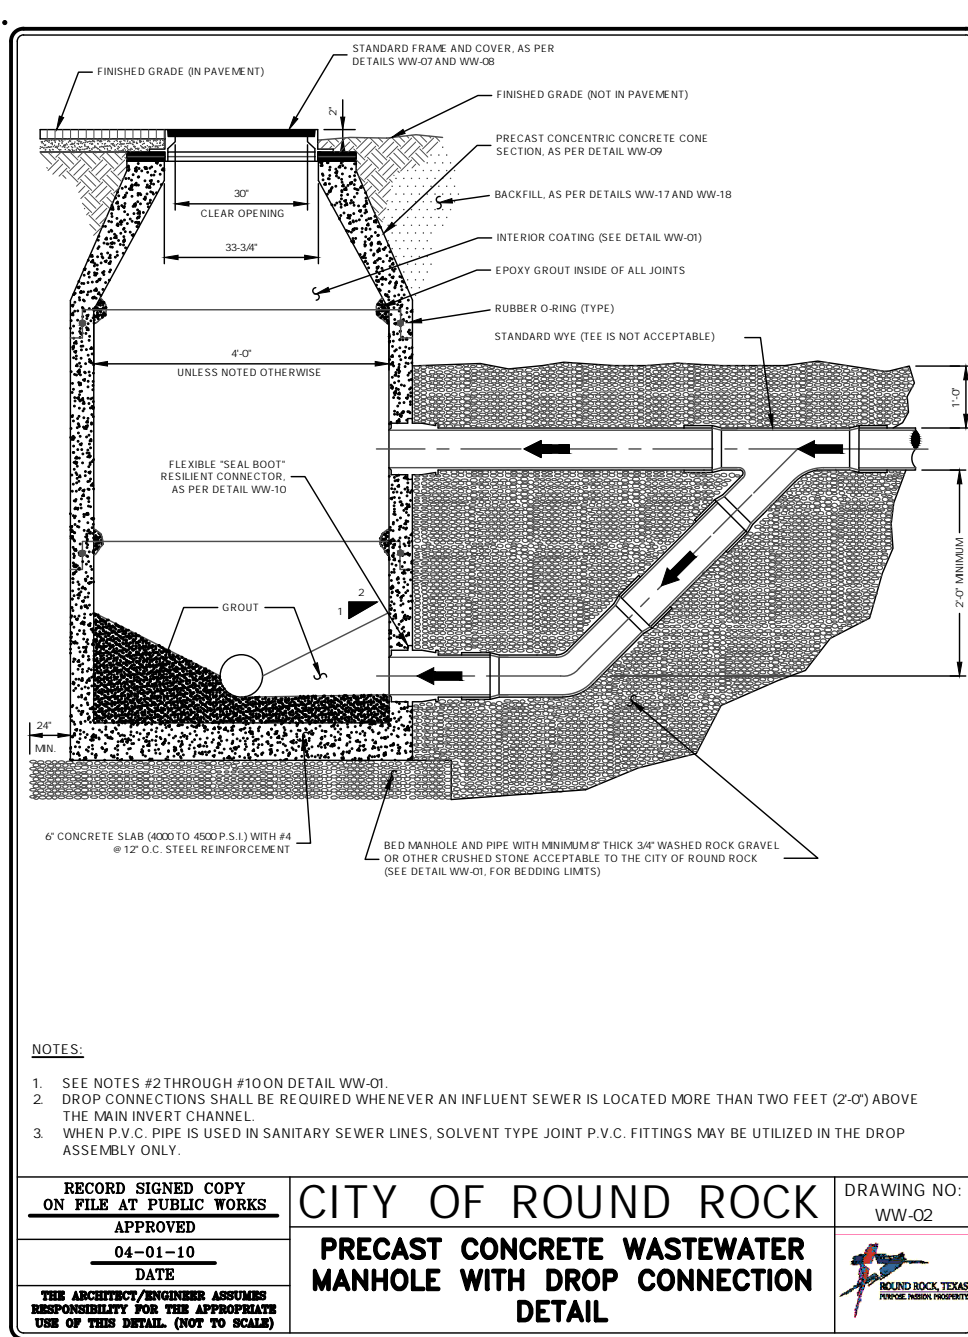 STANDARD FRAME AND COVER, AS PER
DETAILS WW-07 AND WW-08
FINISHED GRADE (IN PAVEMENT)
2"
FINISHED GRADE (NOT IN PAVEMENT)
PRECAST CONCENTRIC CONCRETE CONE
SECTION, AS PER DETAIL WW-09
30"
CLEAR OPENING
BACKFILL, AS PER DETAILS WW-17 AND WW-18
33-3/4"
INTERIOR COATING (SEE DETAIL WW-01)
EPOXY GROUT INSIDE OF ALL JOINTS
RUBBER O-RING (TYPE)
STANDARD WYE (TEE IS NOT ACCEPTABLE)
4'-0"
UNLESS NOTED OTHERWISE
1'-0"
FLEXIBLE "SEAL BOOT"
RESILIENT CONNECTOR,
AS PER DETAIL WW-10
2'-0" MINIMUM
2
1
GROUT
24"
MIN.
6" CONCRETE SLAB (4000 TO 4500 P.S.I.) WITH #4
@ 12" O.C. STEEL REINFORCEMENT
BED MANHOLE AND PIPE WITH MINIMUM 8" THICK 3/4" WASHED ROCK GRAVEL
OR OTHER CRUSHED STONE ACCEPTABLE TO THE CITY OF ROUND ROCK
(SEE DETAIL WW-01, FOR BEDDING LIMITS)
NOTES:
1. SEE NOTES #2 THROUGH #10 ON DETAIL WW-01.
2. DROP CONNECTIONS SHALL BE REQUIRED WHENEVER AN INFLUENT SEWER IS LOCATED MORE THAN TWO FEET (2'-0") ABOVE
THE MAIN INVERT CHANNEL.
3. WHEN P.V.C. PIPE IS USED IN SANITARY SEWER LINES, SOLVENT TYPE JOINT P.V.C. FITTINGS MAY BE UTILIZED IN THE DROP
ASSEMBLY ONLY.
RECORD SIGNED COPY
ON FILE AT PUBLIC WORKS
APPROVED
04-01-10
DATE
THE ARCHITECT/ENGINEER ASSUMES
RESPONSIBILITY FOR THE APPROPRIATE
USE OF THIS DETAIL. (NOT TO SCALE)
CITY OF ROUND ROCK
PRECAST CONCRETE WASTEWATER
MANHOLE WITH DROP CONNECTION
DETAIL
DRAWING NO:
WW-02
ROUND ROCK, TEXAS
PURPOSE. PASSION. PROSPERITY.